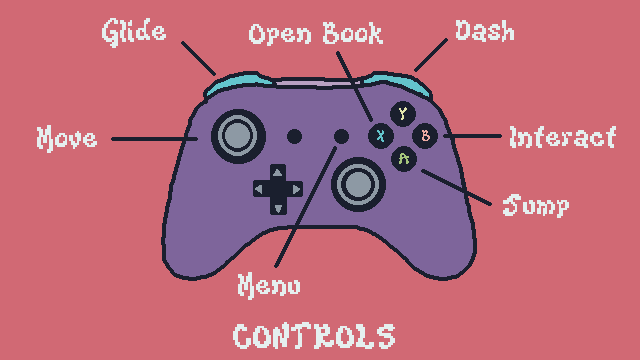 Glide
Open Book
Dash
Y
Move
X
B
Interact
A
Jump
Menu
CONTROLS